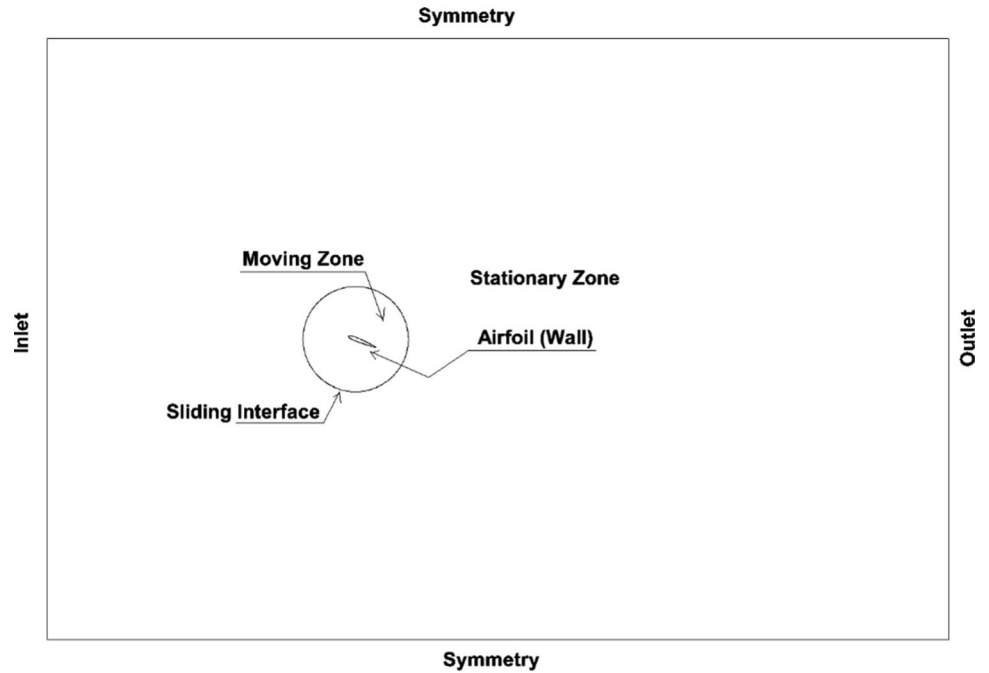 Symmetry
Moving Zone
Stationary Zone
Inlet
Airfoil (Wall)
Outlet
Sliding Interface
Symmetry